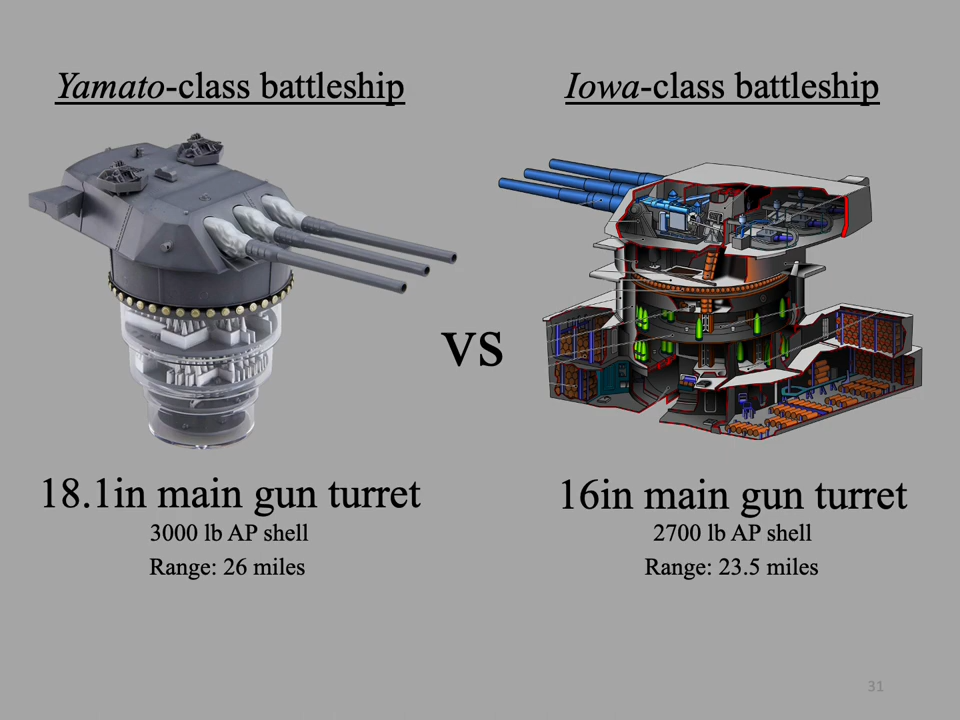 Yamato-class battleship
Iowa-class battleship
vs
18.1in main gun turret
3000 lb AP shell
Range: 26 miles
16in main gun turret
2700 lb AP shell
Range: 23.5 miles
31